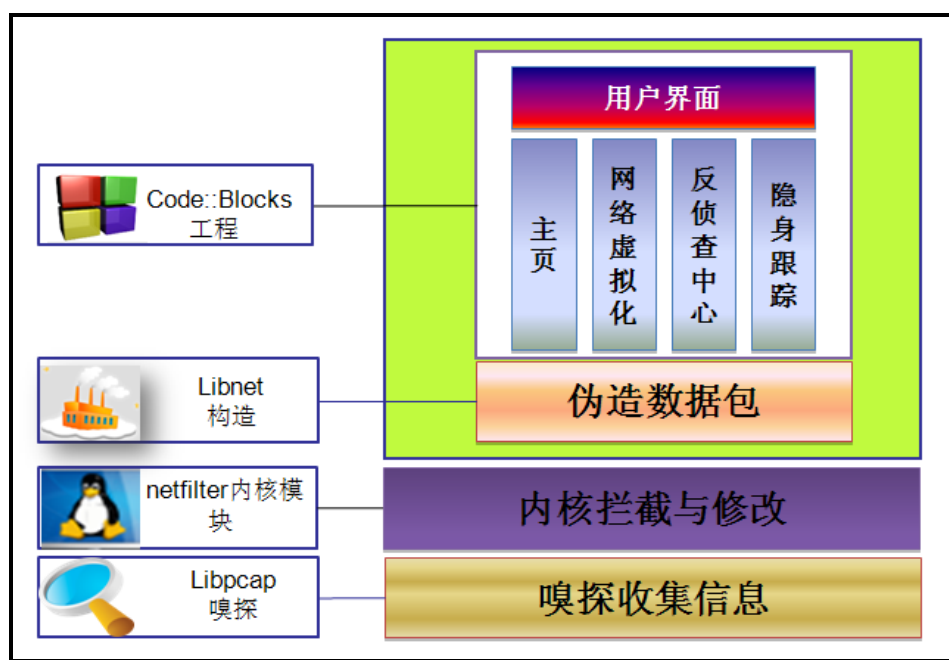 用户界面
主页
网络虚拟化
反侦查中心
隐身跟踪
Code::Blocks
工程
Libnet
构造
伪造数据包
netfilter内核模
块
内核拦截与修改
Libpcap
嗅探
嗅探收集信息